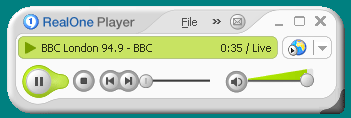 RealOne Player File »
BBC London 94.9 - BBC 0:35 / Live